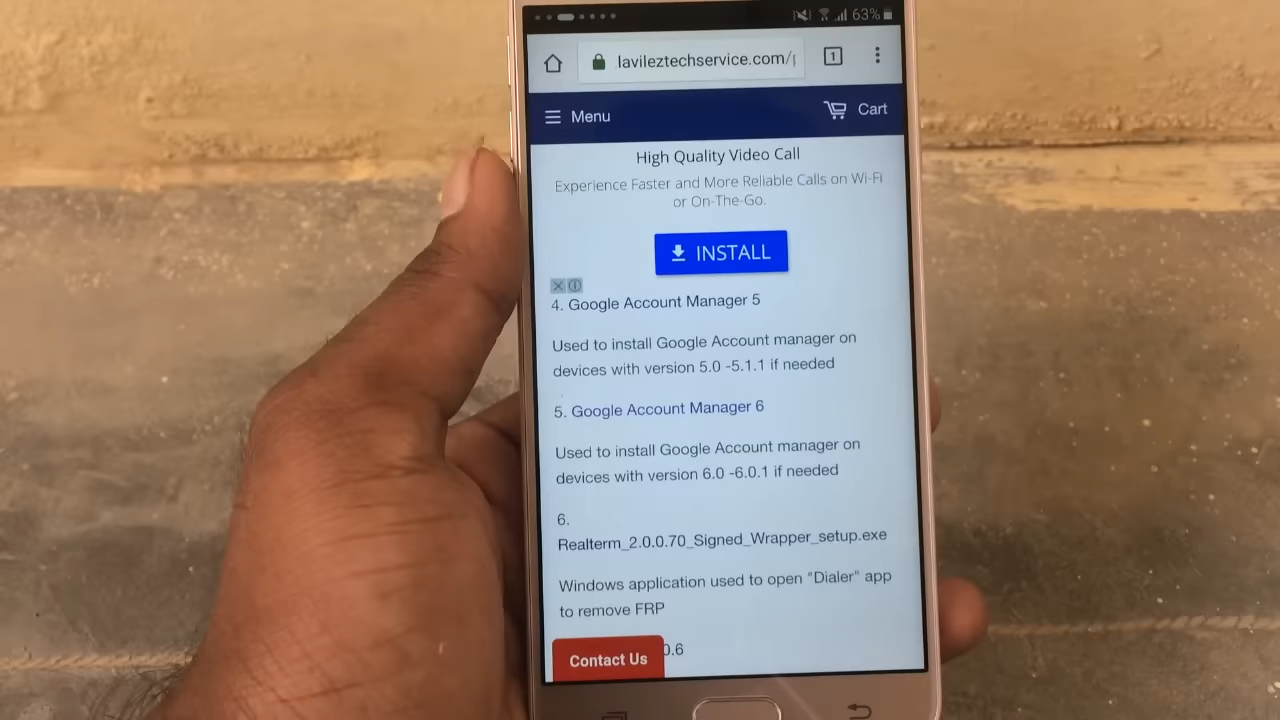 63%
lavileztechservice.com/
1
Menu
Cart
High Quality Video Call
Experience Faster and More Reliable Calls on Wi-Fi
or On-The-Go.
INSTALL
4. Google Account Manager 5
Used to install Google Account manager on
devices with version 5.0 -5.1.1 if needed
5. Google Account Manager 6
Used to install Google Account manager on
devices with version 6.0 -6.0.1 if needed
6.
Realterm_2.0.0.70_Signed_Wrapper_setup.exe
Windows application used to open "Dialer" app
to remove FRP
Contact Us
0.6